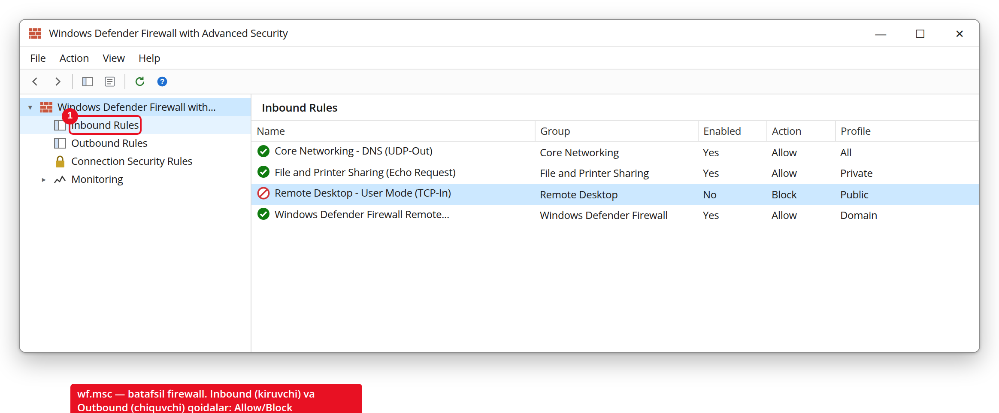 Windows Defender Firewall with Advanced Security
File Action View Help
?
Windows Defender Firewall with...
1
Inbound Rules
Outbound Rules
Connection Security Rules
Monitoring
Inbound Rules
Name Group Enabled Action Profile
Core Networking - DNS (UDP-Out) Core Networking Yes Allow All
File and Printer Sharing (Echo Request) File and Printer Sharing Yes Allow Private
Remote Desktop - User Mode (TCP-In) Remote Desktop No Block Public
Windows Defender Firewall Remote... Windows Defender Firewall Yes Allow Domain
wf.msc — batafsil firewall. Inbound (kiruvchi) va
Outbound (chiquvchi) qoidalar: Allow/Block